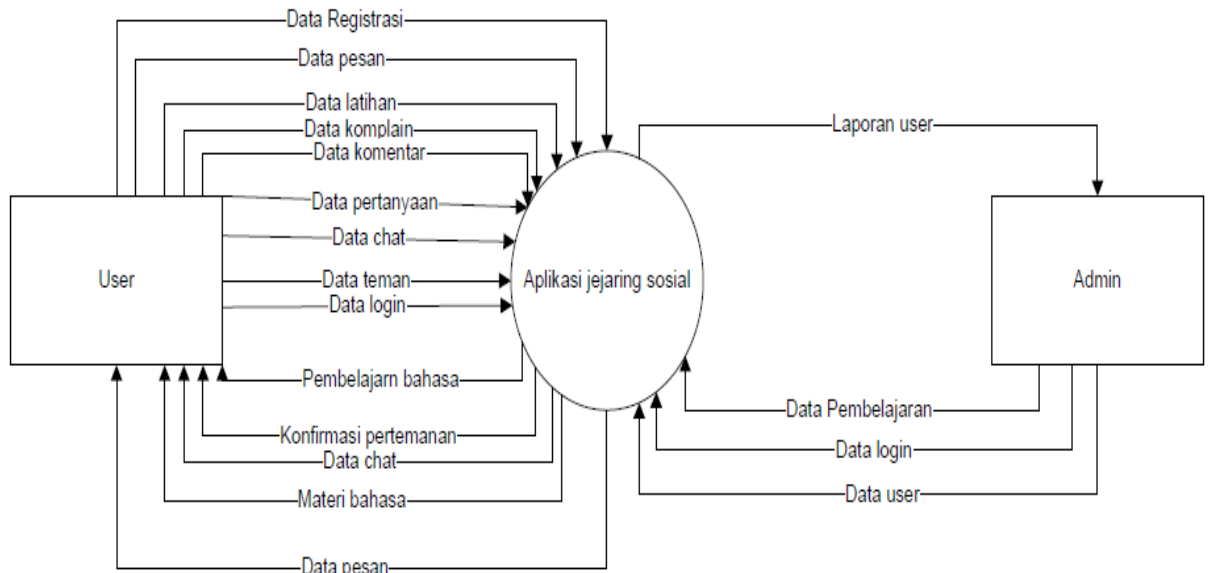 Data Registrasi
Data pesan
Data latihan
Data komplain
Data komentar
Data pertanyaan
Data chat
Data teman
Data login
User
Aplikasi jejaring sosial
Laporan user
Admin
Pembelajarn bahasa
Konfirmasi pertemanan
Data chat
Materi bahasa
Data pesan
Data Pembelajaran
Data login
Data user